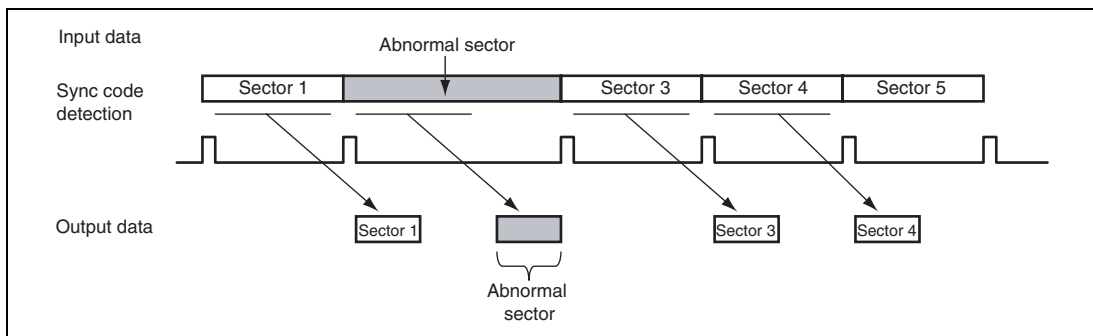 Input data
Abnormal sector
Sync code
detection
Sector 1
Sector 3
Sector 4
Sector 5
Output data
Sector 1
Sector 3
Sector 4
Abnormal
sector